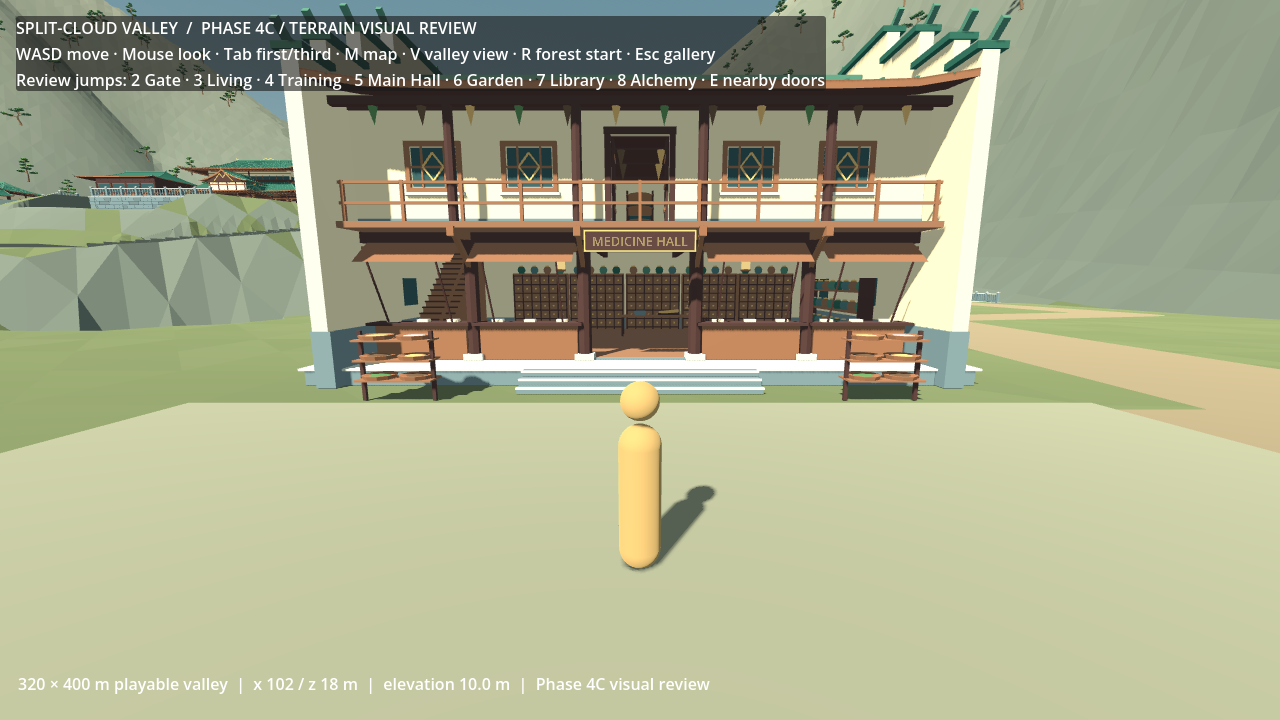 SPLIT-CLOUD VALLEY / PHASE 4C / TERRAIN VISUAL REVIEW
WASD move · Mouse look · Tab first/third · M map · V valley view · R forest start · Esc gallery
Review jumps: 2 Gate · 3 Living · 4 Training · 5 Main Hall · 6 Garden · 7 Library · 8 Alchemy · E nearby doors
MEDICINE HALL
320 × 400 m playable valley | x 102 / z 18 m | elevation 10.0 m | Phase 4C visual review